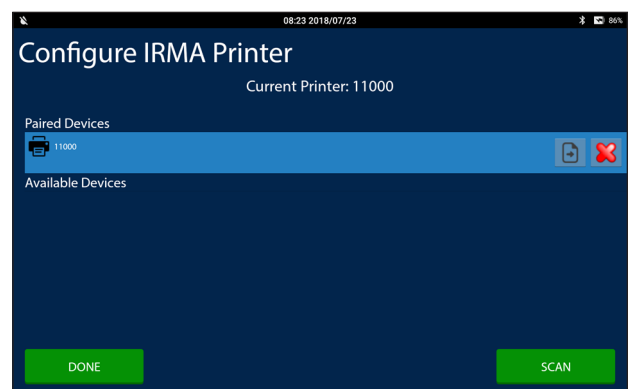 08:23 2018/07/23
86%
Configure IRMA Printer
Current Printer: 11000
Paired Devices
11000
Available Devices
DONE
SCAN